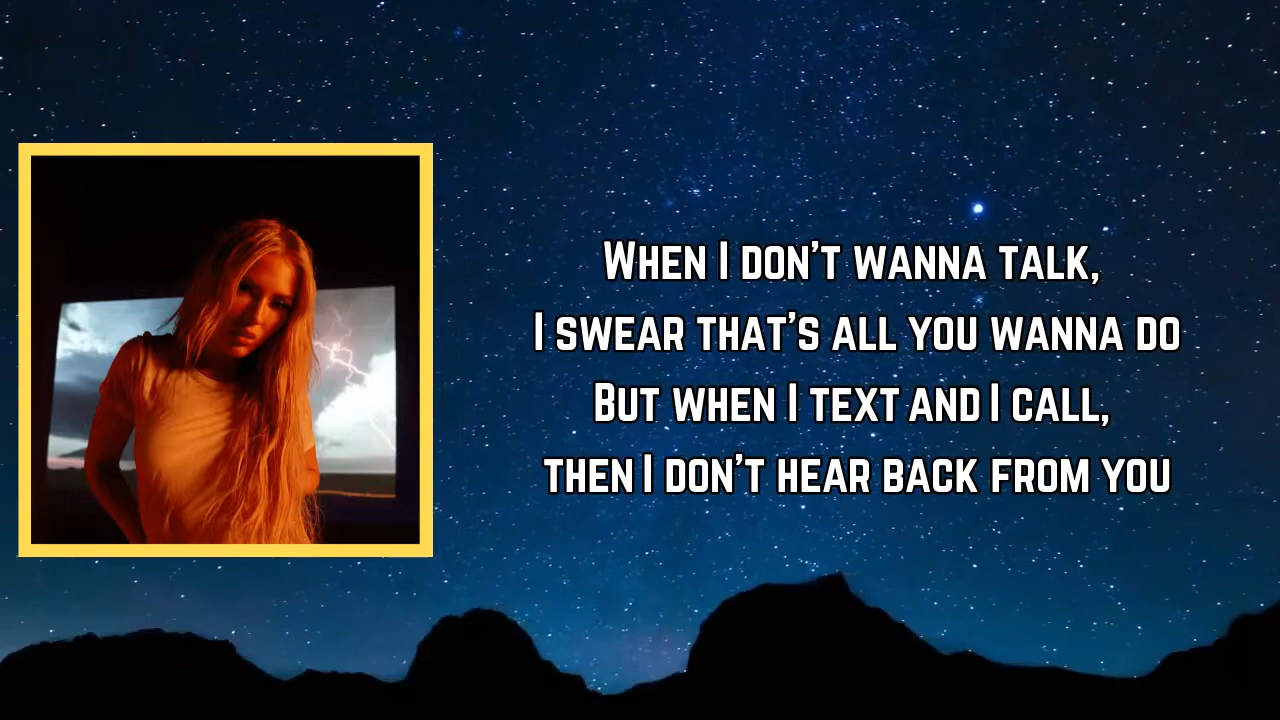 When I don't wanna talk,
I swear that's all you wanna do
But when I text and I call,
then I don't hear back from you